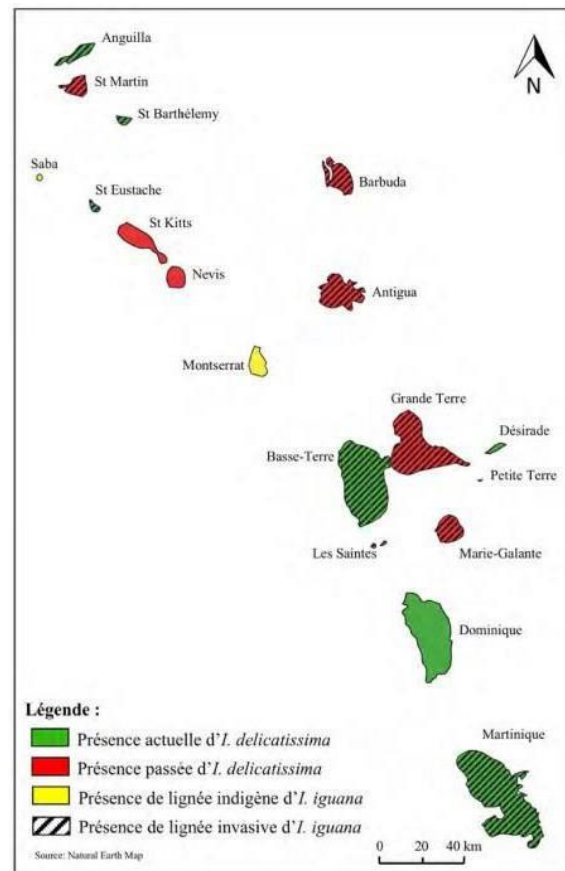 Anguilla
St Martin
St Barthélemy
Saba
St Eustache
St Kitts
Nevis
Barbuda
Antigua
Montserrat
Grande Terre
Désirade
Basse-Terre
Petite Terre
Les Saintes
Marie-Galante
Dominique
Martinique
N
Légende :
Présence actuelle d'I. delicatissima
Présence passée d'I. delicatissima
Présence de lignée indigène d'I. iguana
Présence de lignée invasive d'I. iguana
Source: Natural Earth Map
0 20 40 km